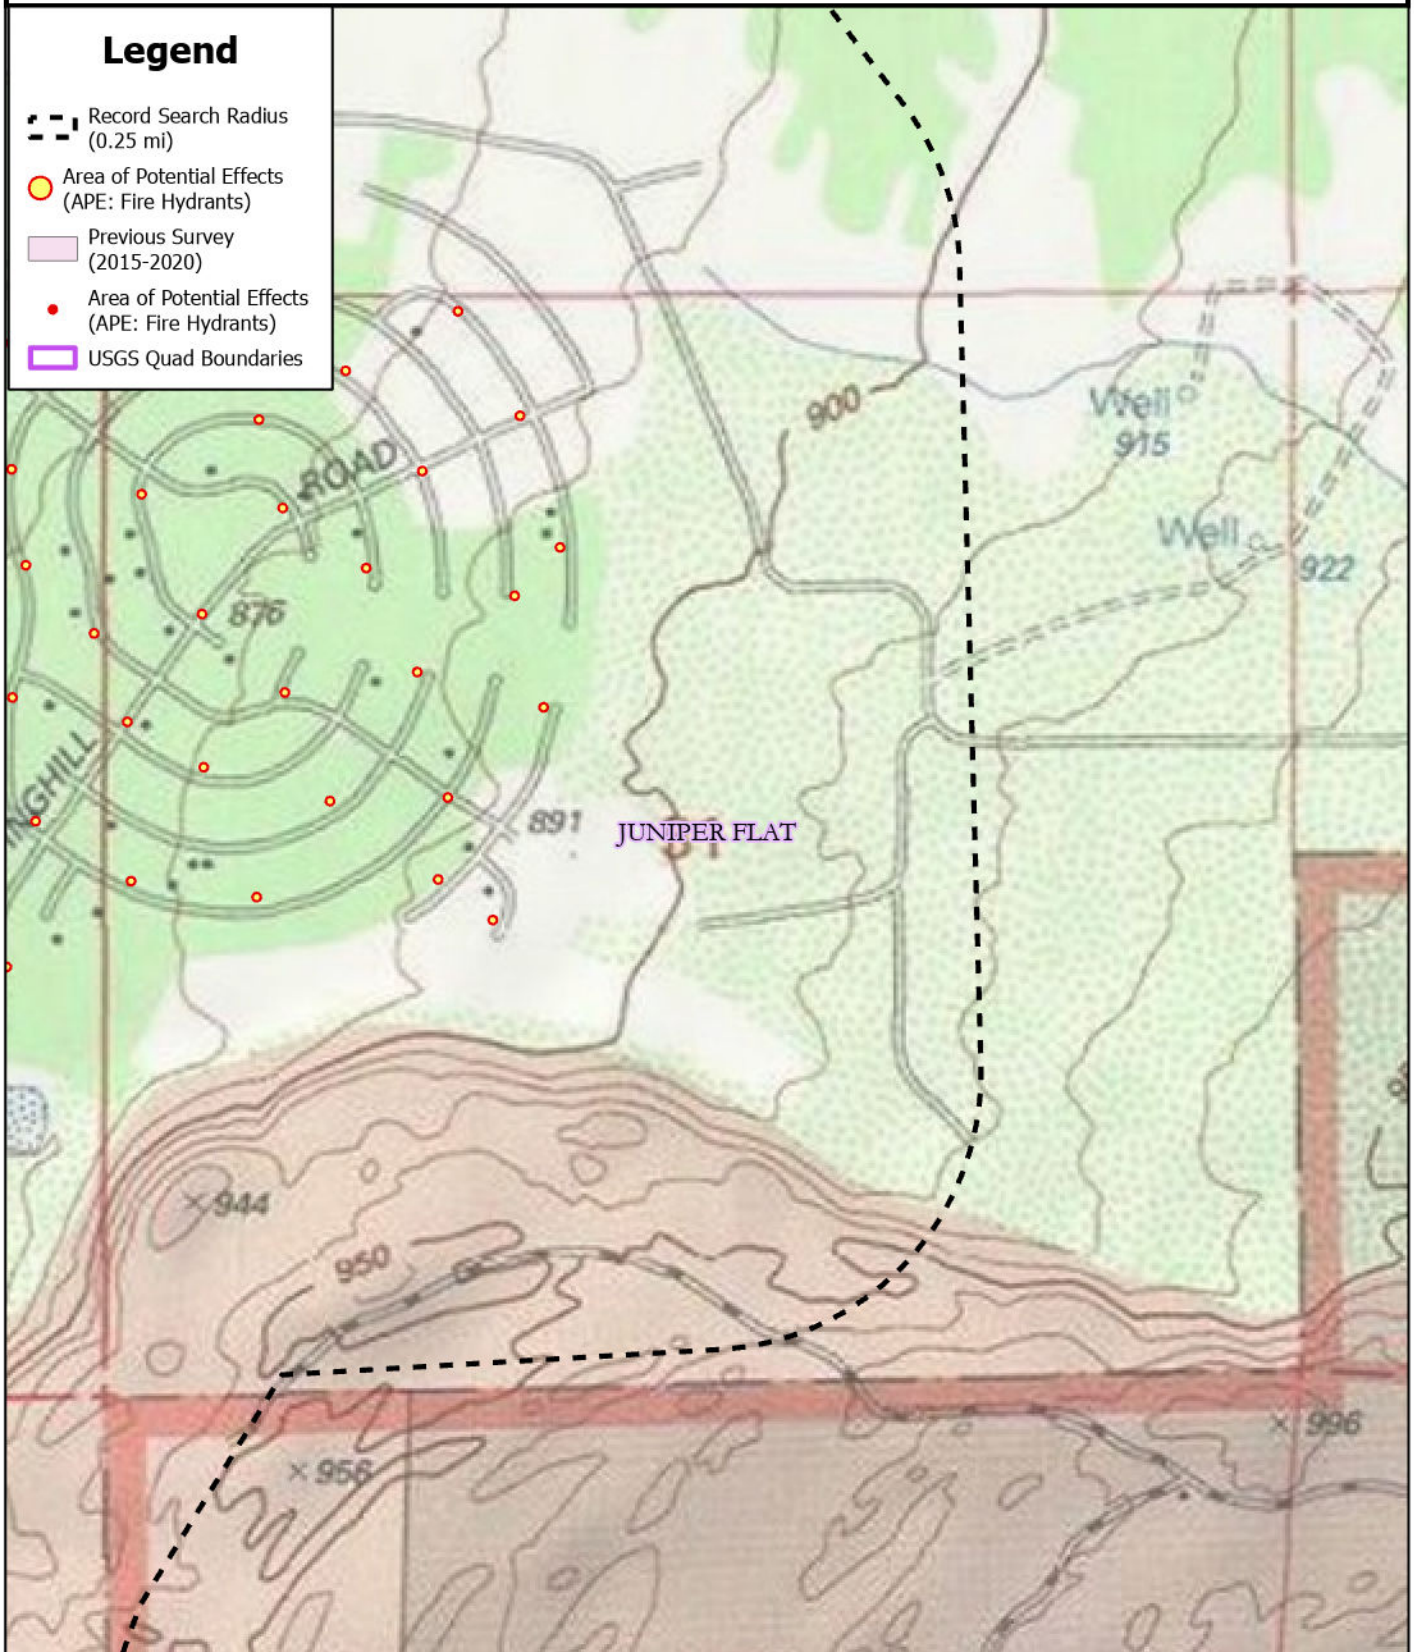 Legend
Record Search Radius
(0.25 mi)
Area of Potential Effects
(APE: Fire Hydrants)
Previous Survey
(2015-2020)
Area of Potential Effects
(APE: Fire Hydrants)
USGS Quad Boundaries
900
Well
915
ROAD
Well
922
876
INGHILL
891
JUNIPER FLAT
944
950
996
956